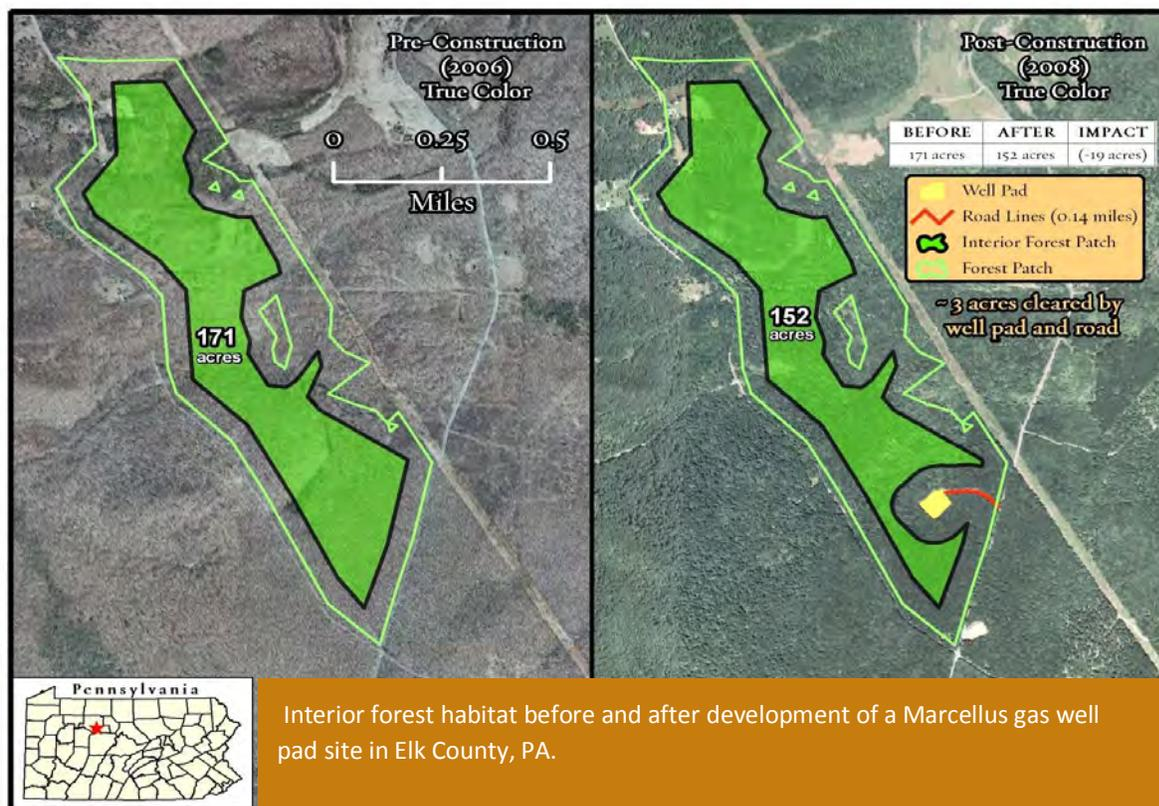 Pre-Construction
(2006)
True Color
0 0.25 0.5
Miles
171
acres
Post-Construction
(2008)
True Color
BEFORE AFTER IMPACT
171 acres 152 acres (-19 acres)
Well Pad
Road Lines (0.14 miles)
Interior Forest Patch
Forest Patch
~ 3 acres cleared by
well pad and road
152
acres
Pennsylvania
Interior forest habitat before and after development of a Marcellus gas well
pad site in Elk County, PA.